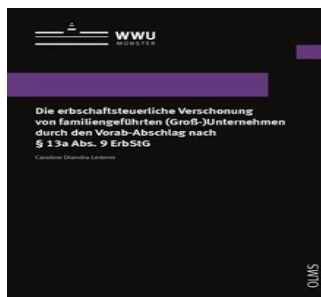 WWU
MÜNSTER
Die erbschaftsteuerliche Verschonung
von familiengeführten (Groß-)Unternehmen
durch den Vorab-Abschlag nach
§ 13a Abs. 9 ErbStG
Caroline Diandra Lederer
OLMS